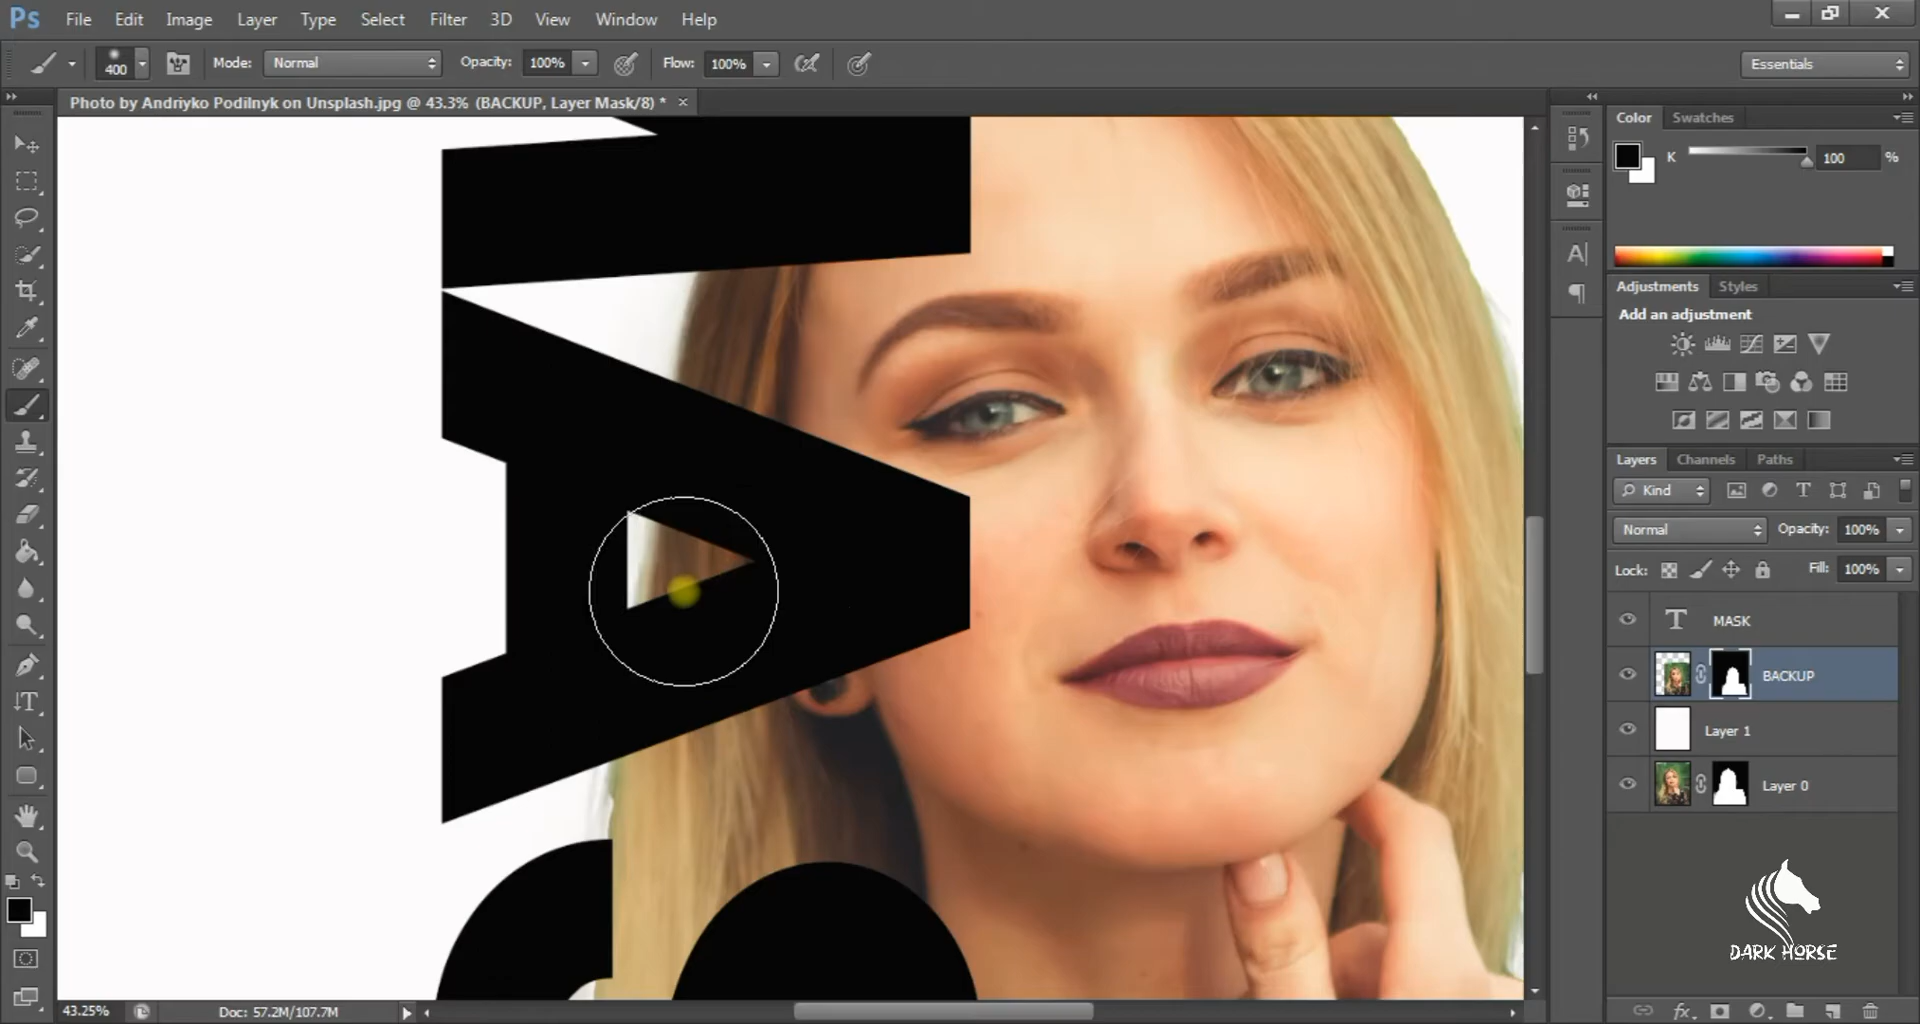 Ps File Edit Image Layer Type Select Filter 3D View Window Help
400 Mode: Normal Opacity: 100% Flow: 100% Essentials
Photo by Andriyko Podilnyk on Unsplash.jpg @ 43.3% (BACKUP, Layer Mask/8) * ×
Color Swatches
K 100 %
Adjustments Styles
Add an adjustment
Layers Channels Paths
Kind
Normal Opacity: 100%
Lock: Fill: 100%
T MASK
BACKUP
Layer 1
Layer 0
DARK HORSE
43.25% Doc: 57.2M/107.7M
fx